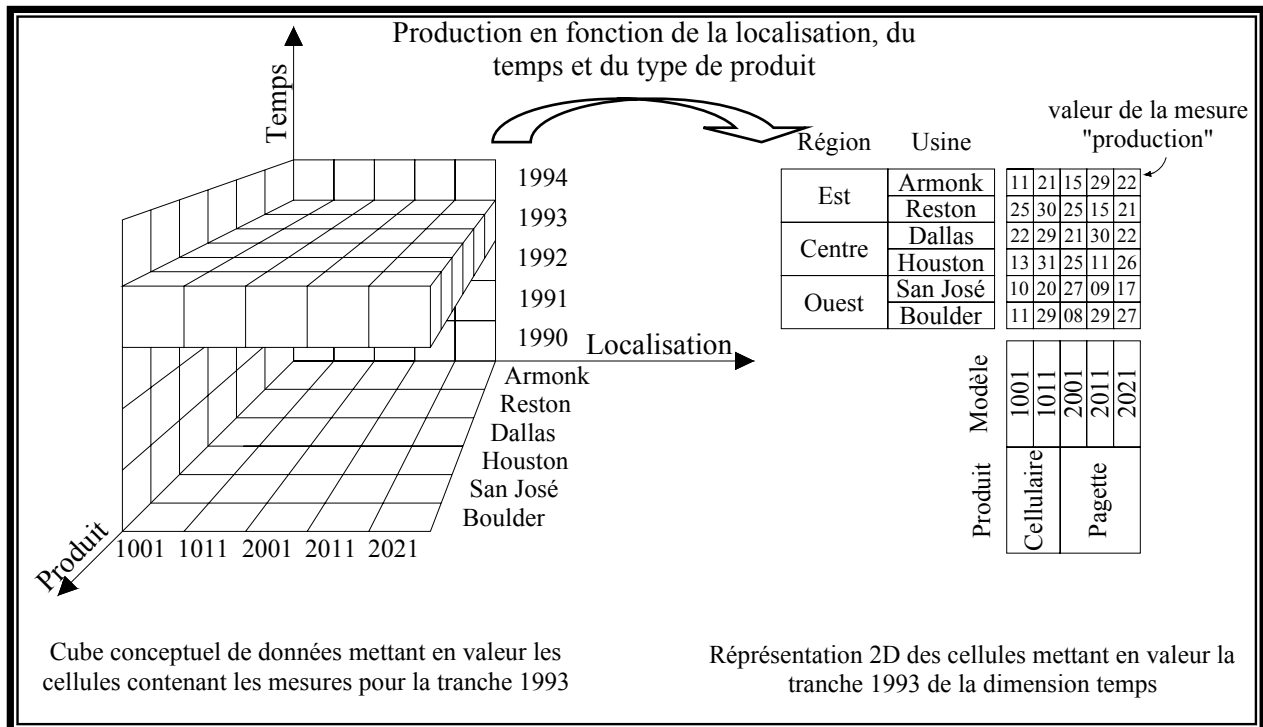 Production en fonction de la localisation, du
temps et du type de produit
Temps
1994
1993
1992
1991
1990
Localisation
Armonk
Reston
Dallas
Houston
San José
Boulder
Produit
1001 1011 2001 2011 2021
valeur de la mesure
"production"
Région Usine
Est Armonk 11 21 15 29 22
Reston 25 30 25 15 21
Centre Dallas 22 29 21 30 22
Houston 13 31 25 11 26
Ouest San José 10 20 27 09 17
Boulder 11 29 08 29 27
Modèle 1001 1011 2001 2011 2021
Produit Cellulaire Pagette
Cube conceptuel de données mettant en valeur les
cellules contenant les mesures pour la tranche 1993
Réprésentation 2D des cellules mettant en valeur la
tranche 1993 de la dimension temps